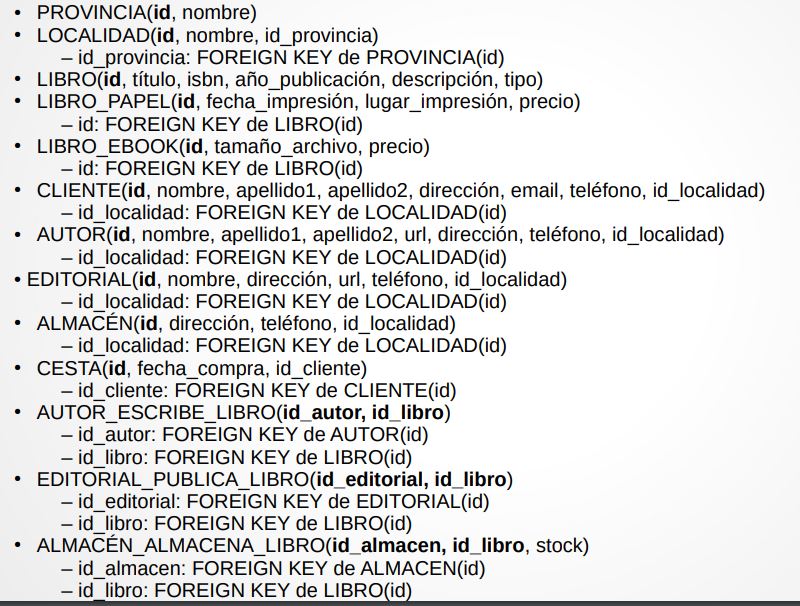 • PROVINCIA(id, nombre)
• LOCALIDAD(id, nombre, id_provincia)
– id_provincia: FOREIGN KEY de PROVINCIA(id)
• LIBRO(id, título, isbn, año_publicación, descripción, tipo)
• LIBRO_PAPEL(id, fecha_impresión, lugar_impresión, precio)
– id: FOREIGN KEY de LIBRO(id)
• LIBRO_EBOOK(id, tamaño_archivo, precio)
– id: FOREIGN KEY de LIBRO(id)
• CLIENTE(id, nombre, apellido1, apellido2, dirección, email, teléfono, id_localidad)
– id_localidad: FOREIGN KEY de LOCALIDAD(id)
• AUTOR(id, nombre, apellido1, apellido2, url, dirección, teléfono, id_localidad)
– id_localidad: FOREIGN KEY de LOCALIDAD(id)
• EDITORIAL(id, nombre, dirección, url, teléfono, id_localidad)
– id_localidad: FOREIGN KEY de LOCALIDAD(id)
• ALMACÉN(id, dirección, teléfono, id_localidad)
– id_localidad: FOREIGN KEY de LOCALIDAD(id)
• CESTA(id, fecha_compra, id_cliente)
– id_cliente: FOREIGN KEY de CLIENTE(id)
• AUTOR_ESCRIBE_LIBRO(id_autor, id_libro)
– id_autor: FOREIGN KEY de AUTOR(id)
– id_libro: FOREIGN KEY de LIBRO(id)
• EDITORIAL_PUBLICA_LIBRO(id_editorial, id_libro)
– id_editorial: FOREIGN KEY de EDITORIAL(id)
– id_libro: FOREIGN KEY de LIBRO(id)
• ALMACÉN_ALMACENA_LIBRO(id_almacen, id_libro, stock)
– id_almacen: FOREIGN KEY de ALMACEN(id)
– id_libro: FOREIGN KEY de LIBRO(id)